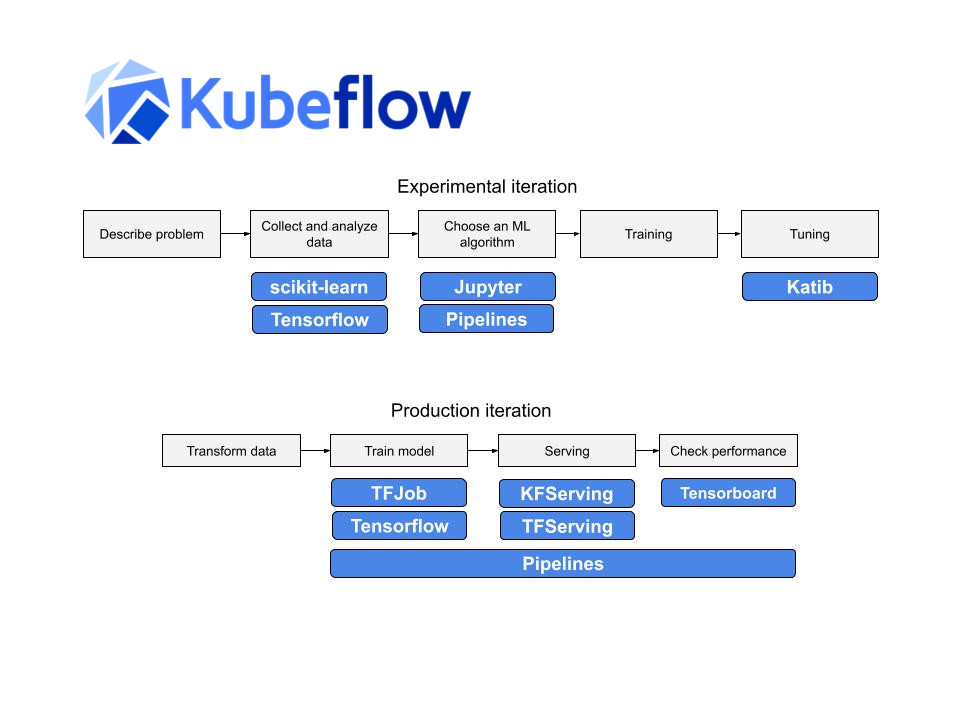 Kubeflow
Experimental iteration
Describe problem
Collect and analyze
data
Choose an ML
algorithm
Training
Tuning
scikit-learn
Jupyter
Katib
Tensorflow
Pipelines
Production iteration
Transform data
Train model
Serving
Check performance
TFJob
KFServing
Tensorboard
Tensorflow
TFServing
Pipelines